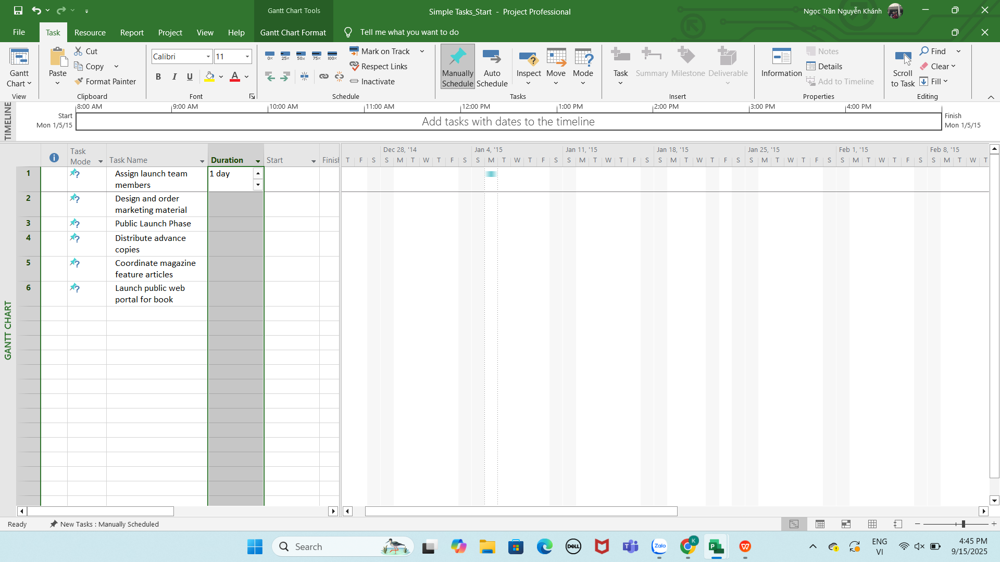 Gantt Chart Tools
Simple Tasks_Start - Project Professional
Ngọc Trần Nguyễn Khánh
File
Task
Resource
Report
Project
View
Help
Gantt Chart Format
Tell me what you want to do
Gantt
Chart
View
Paste
Cut
Copy
Format Painter
Clipboard
Calibri
11
B I U A
Font
0% 25% 50% 75% 100%
Mark on Track
Respect Links
Inactivate
Schedule
Manually
Schedule
Auto
Schedule
Inspect
Move
Mode
Tasks
Task
Summary
Milestone
Deliverable
Insert
Information
Notes
Details
Add to Timeline
Properties
Scroll
to Task
Find
Clear
Fill
Editing
TIMELINE
8:00 AM 9:00 AM 10:00 AM 11:00 AM 12:00 PM 1:00 PM 2:00 PM 3:00 PM 4:00 PM
Start
Mon 1/5/15
Add tasks with dates to the timeline
Finish
Mon 1/5/15
GANTT CHART
Task
Mode
Task Name
Duration
Start
Finish
Dec 28, '14 Jan 4, '15 Jan 11, '15 Jan 18, '15 Jan 25, '15 Feb 1, '15 Feb 8, '15
T F S S M T W T F S S M T W T F S S M T W T F S S M T W T F S S M T W T F S S M T W T F S S M T W T
1
Assign launch team
members
1 day
2
Design and order
marketing material
3
Public Launch Phase
4
Distribute advance
copies
5
Coordinate magazine
feature articles
6
Launch public web
portal for book
Ready
New Tasks : Manually Scheduled
Search
DELL
Zalo
K
ENG
VI
4:45 PM
9/15/2025